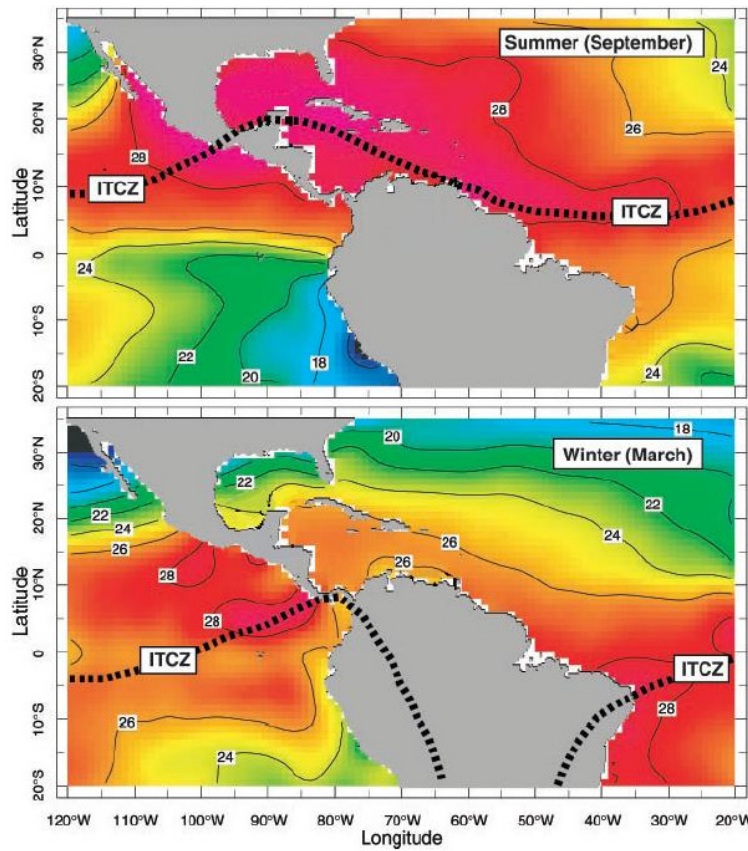 Summer (September)
30°N
24
28
26
20°N
28
Latitude
ITCZ
10°N
ITCZ
0
24
10°S
22
18
20
24
20°S
18
20
30°N
Winter (March)
22
22
22
24
20°N
24
26
26
26
28
Latitude
10°N
28
ITCZ
0
ITCZ
28
10°S
26
24
20°S
120°W 110°W 100°W 90°W 80°W 70°W 60°W 50°W 40°W 30°W 20°W
Longitude